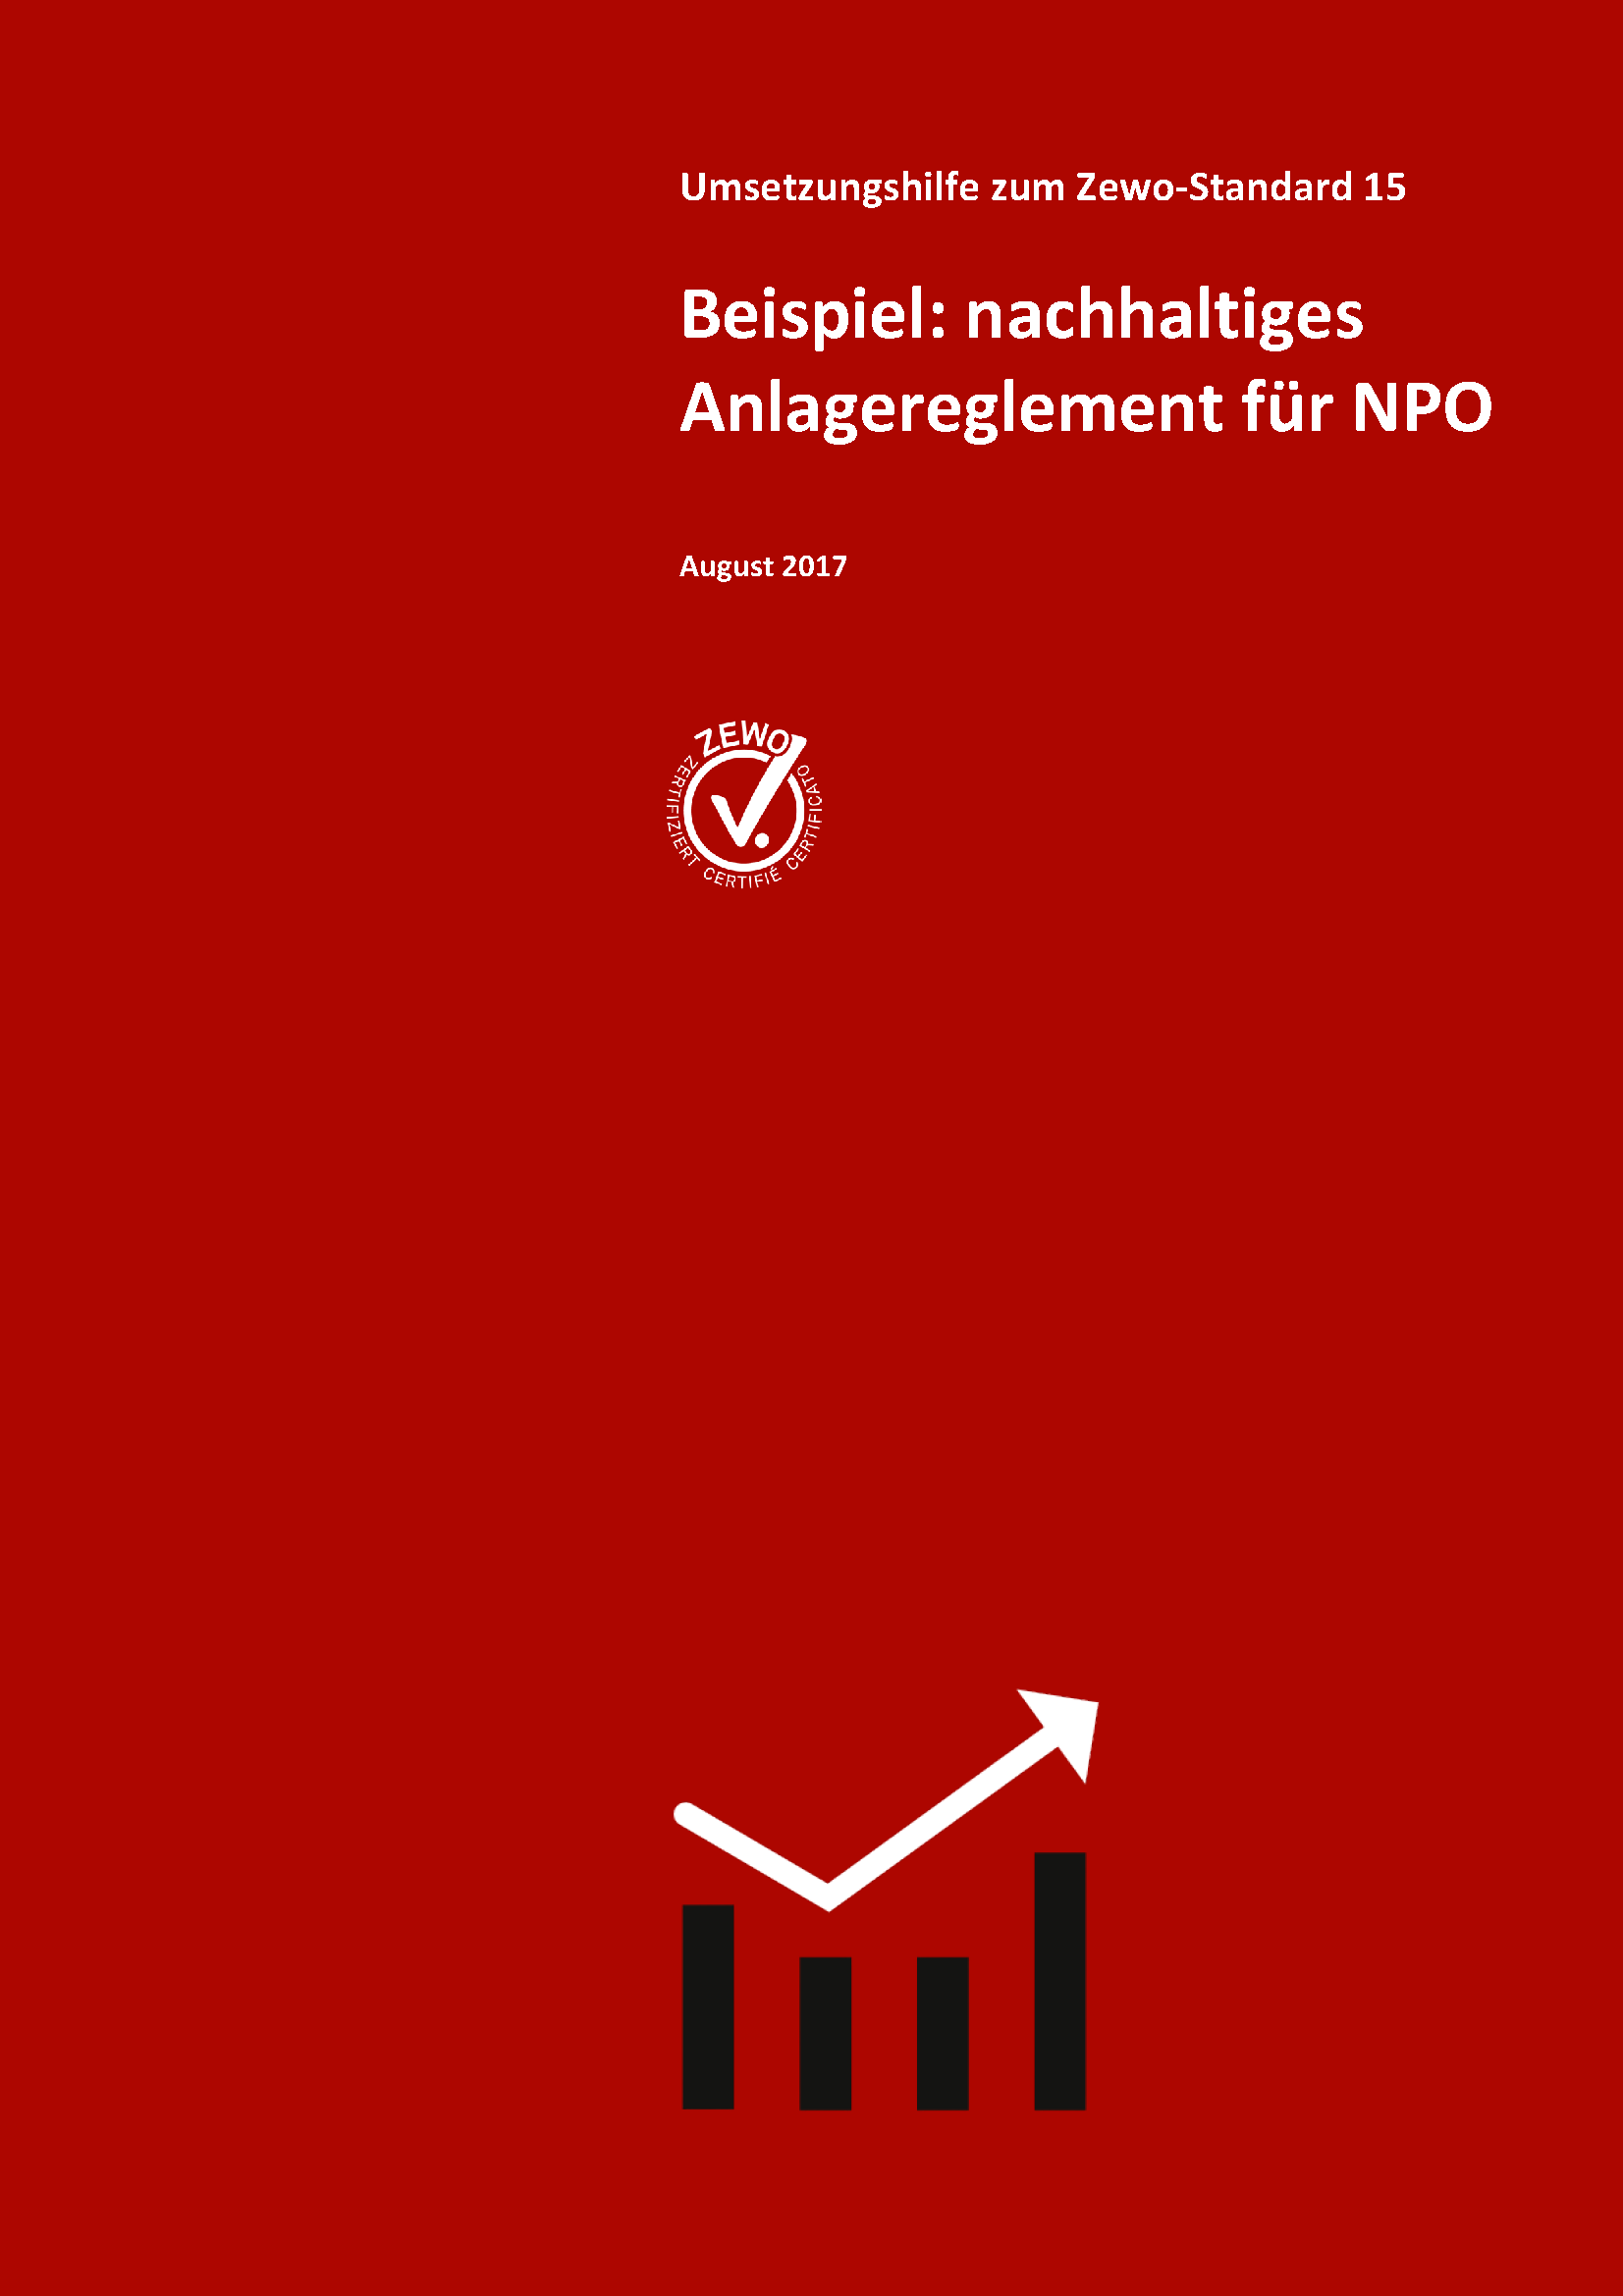 Umsetzungshilfe zum Zewo-Standard 15
Beispiel: nachhaltiges
Anlagereglement für NPO
August 2017
ZEWO
ZERTIFIZIERT CERTIFIÉ CERTIFICATO